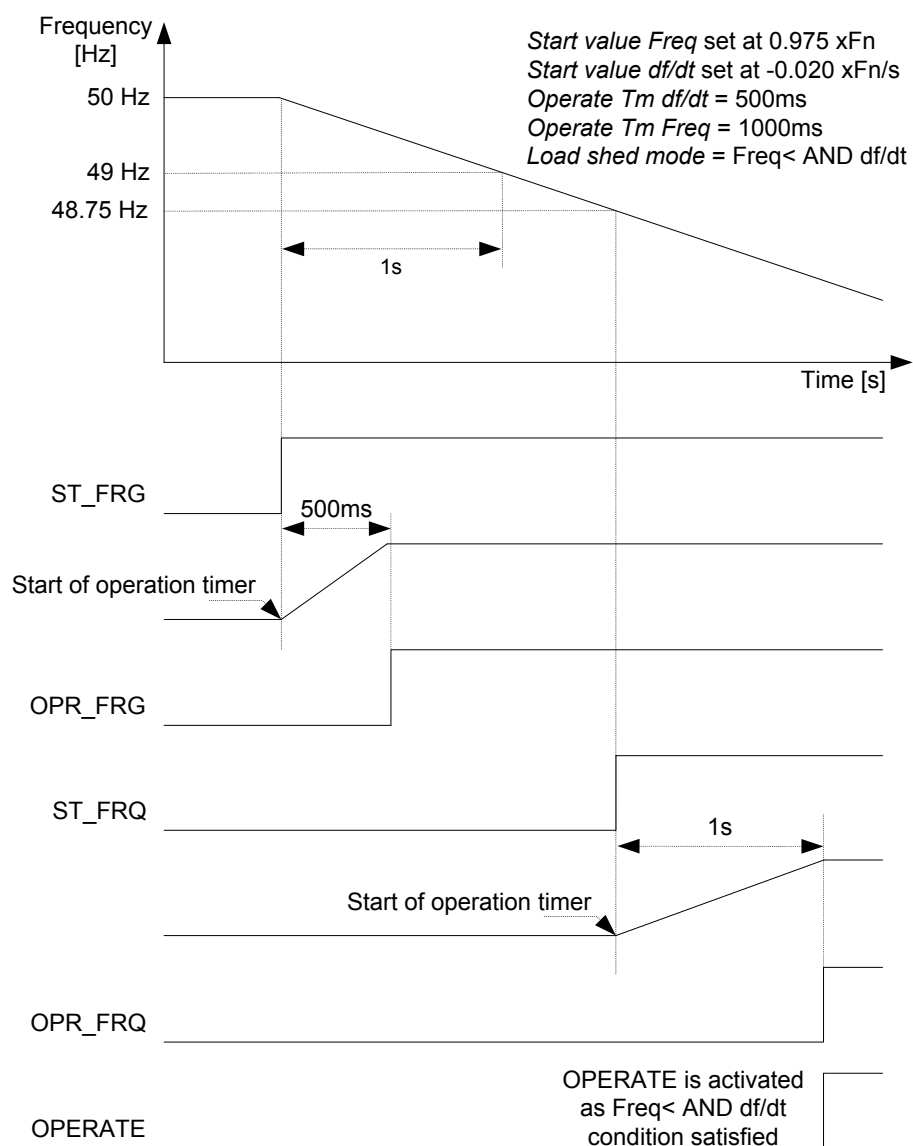 Frequency
[Hz]
Start value Freq set at 0.975 xFn
Start value df/dt set at -0.020 xFn/s
Operate Tm df/dt = 500ms
Operate Tm Freq = 1000ms
Load shed mode = Freq< AND df/dt
50 Hz
49 Hz
48.75 Hz
1s
Time [s]
ST_FRG
500ms
Start of operation timer
OPR_FRG
ST_FRQ
1s
Start of operation timer
OPR_FRQ
OPERATE is activated
as Freq< AND df/dt
condition satisfied
OPERATE